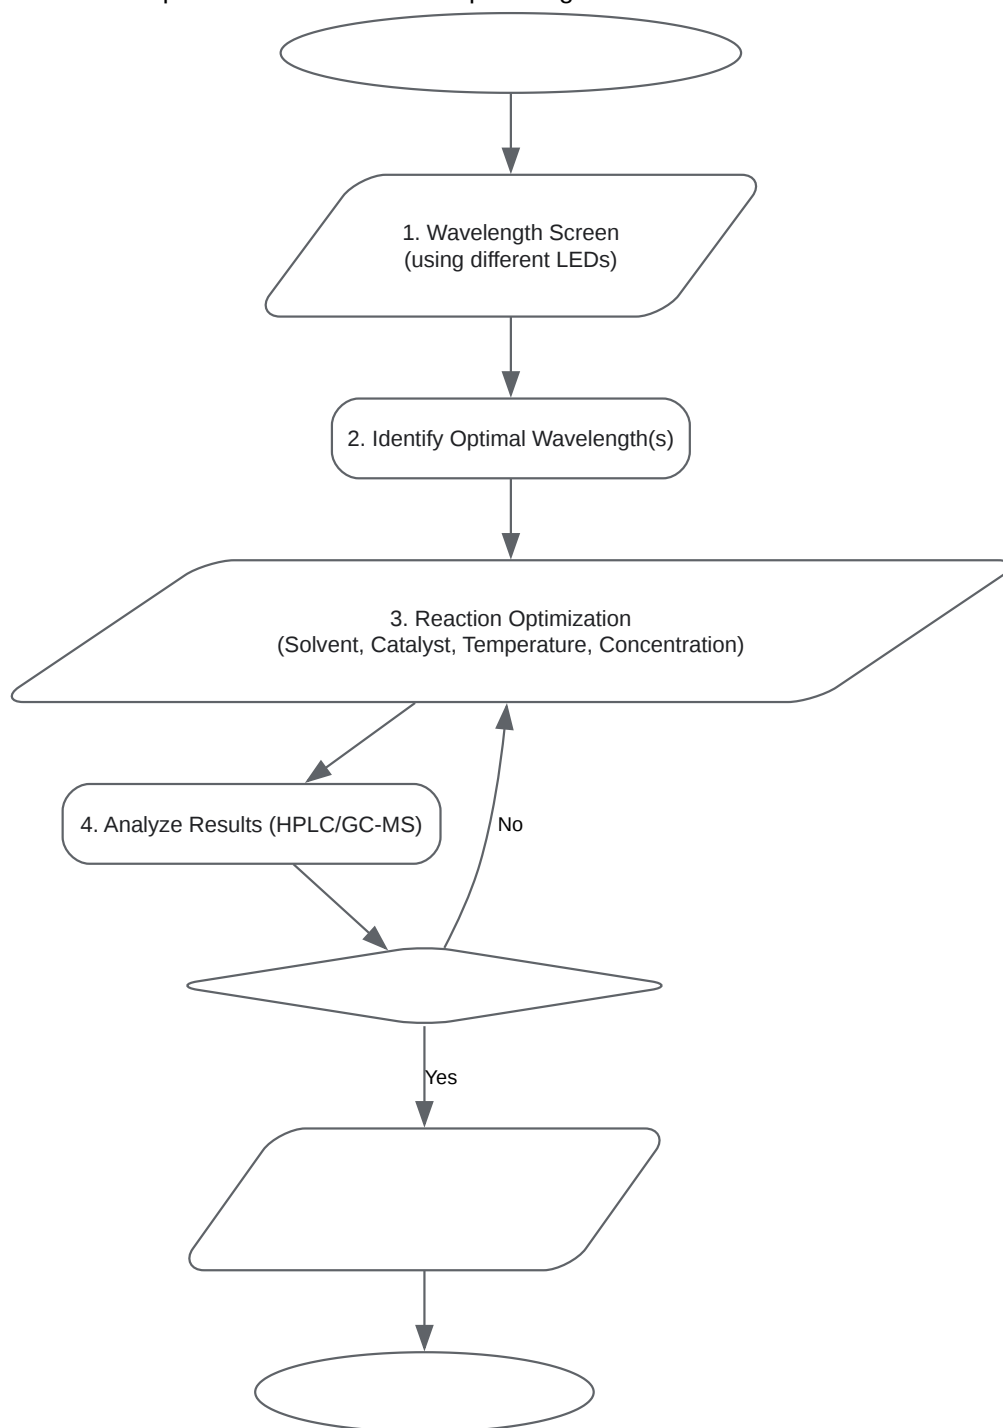 1. Wavelength Screen
(using different LEDs)
2. Identify Optimal Wavelength(s)
3. Reaction Optimization
(Solvent, Catalyst, Temperature, Concentration)
4. Analyze Results (HPLC/GC-MS)
No
Yes